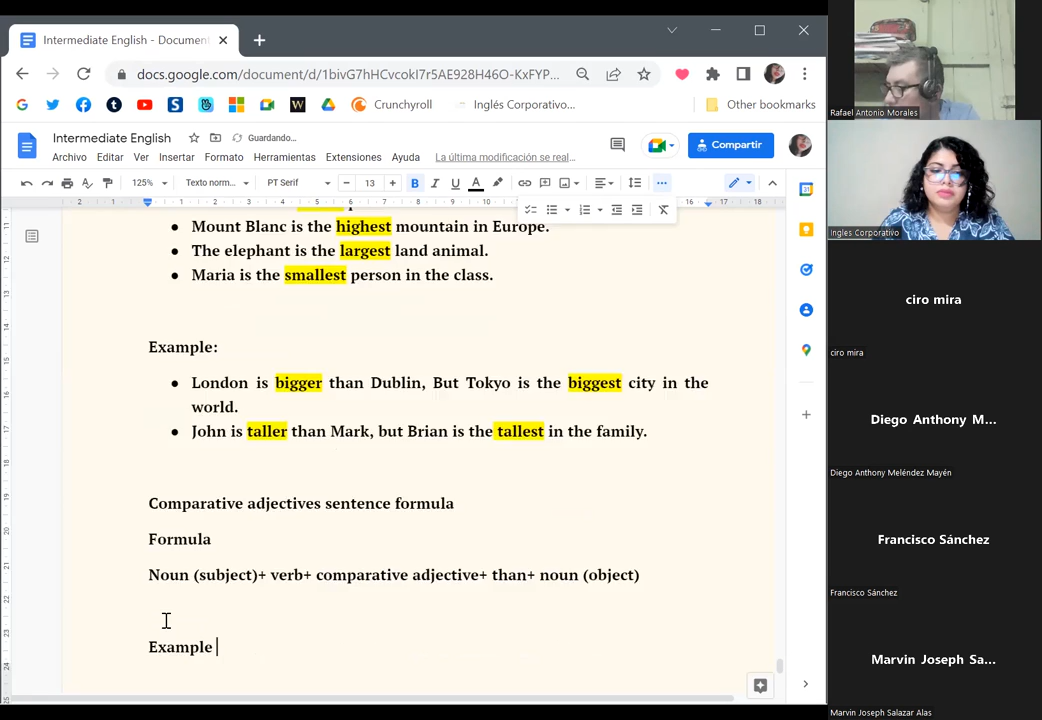 Intermediate English - Document
docs.google.com/document/d/1bivG7hHCvcokI7r5AE928H46O-KxFYP...
Crunchyroll
Inglés Corporativo...
Other bookmarks
Intermediate English
Guardando...
Archivo Editar Ver Insertar Formato Herramientas Extensiones Ayuda La última modificación se real...
Compartir
125% Texto norm... PT Serif 13
Mount Blanc is the highest mountain in Europe.
The elephant is the largest land animal.
Maria is the smallest person in the class.
Example:
London is bigger than Dublin, But Tokyo is the biggest city in the
world.
John is taller than Mark, but Brian is the tallest in the family.
Comparative adjectives sentence formula
Formula
Noun (subject)+ verb+ comparative adjective+ than+ noun (object)
Example
Rafael Antonio Morales
Ingles Corporativo
ciro mira
ciro mira
Diego Anthony M...
Diego Anthony Meléndez Mayén
Francisco Sánchez
Francisco Sánchez
Marvin Joseph Sa...
Marvin Joseph Salazar Alas